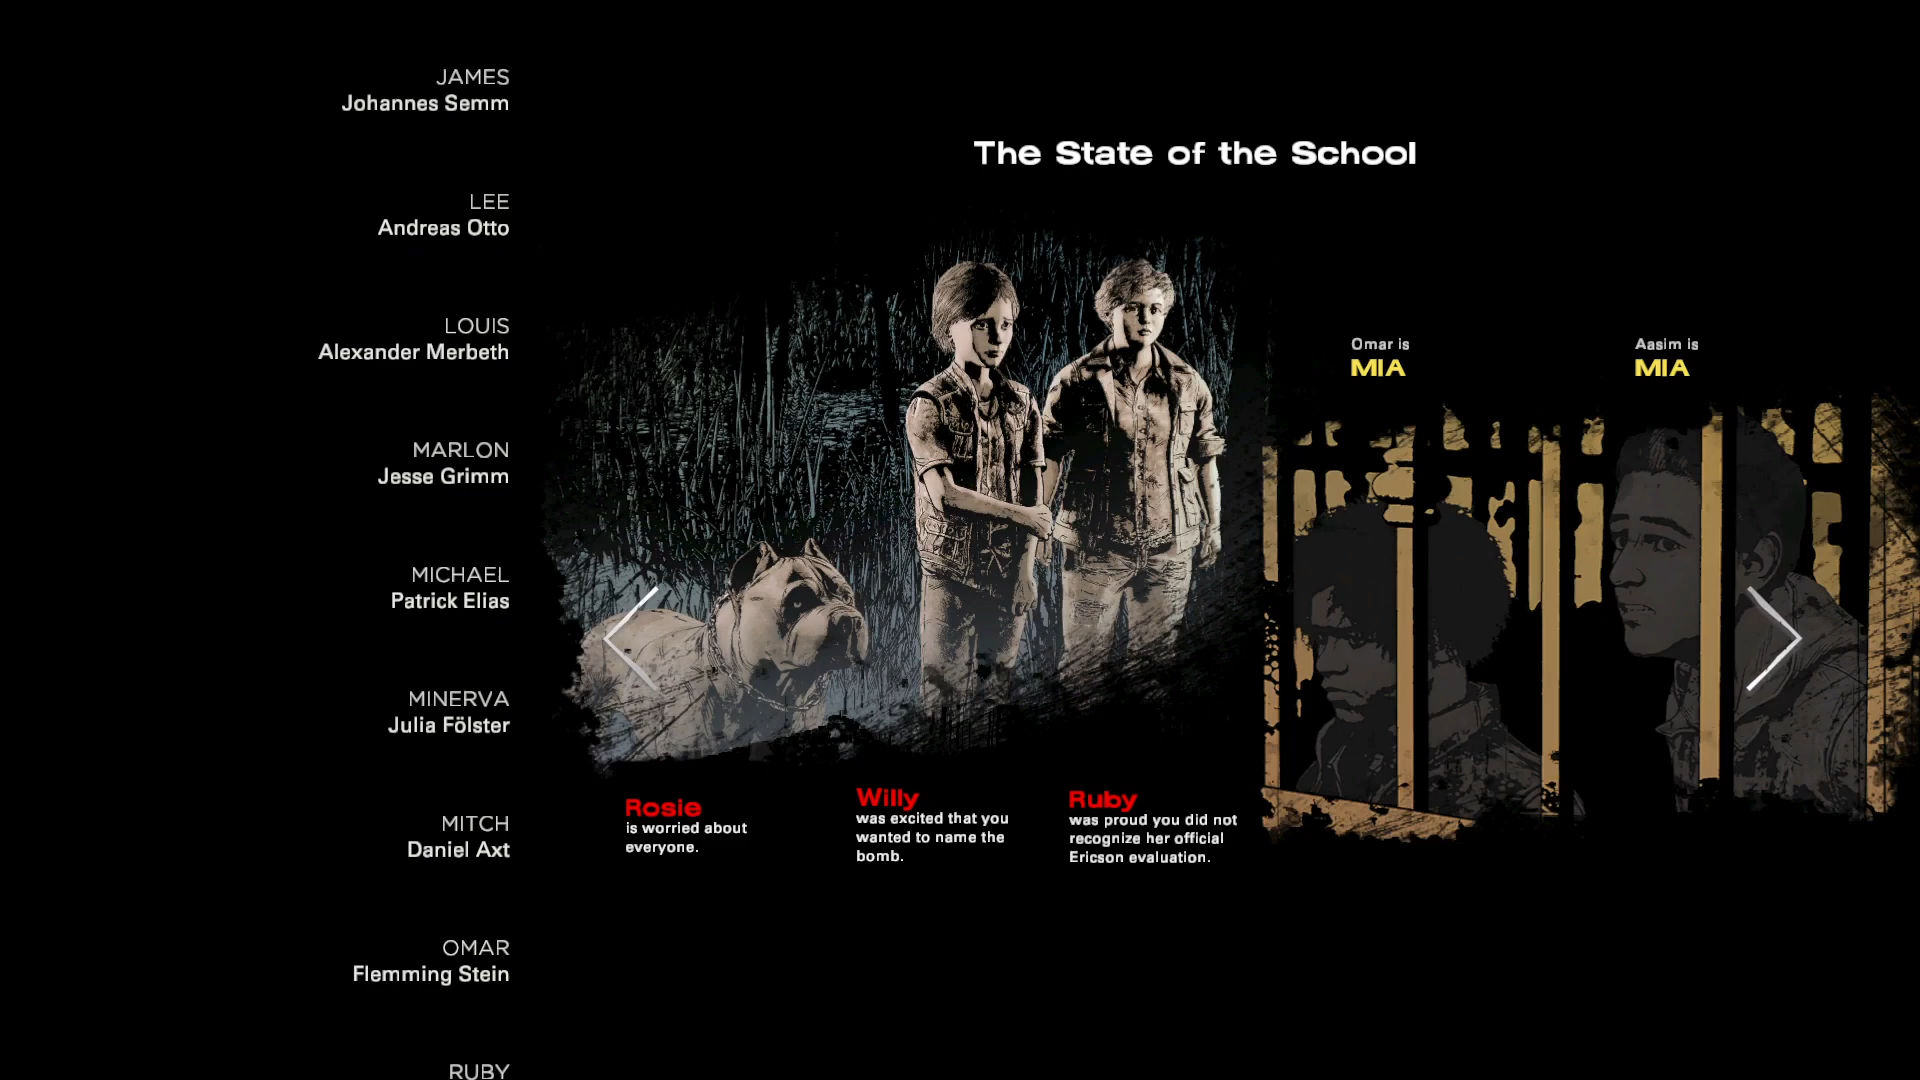 JAMES
Johannes Semm
LEE
Andreas Otto
LOUIS
Alexander Merbeth
MARLON
Jesse Grimm
MICHAEL
Patrick Elias
MINERVA
Julia Fölster
MITCH
Daniel Axt
OMAR
Flemming Stein
RUBY
The State of the School
Omar is
MIA
Aasim is
MIA
Rosie
is worried about
everyone.
Willy
was excited that you
wanted to name the
bomb.
Ruby
was proud you did not
recognize her official
Ericson evaluation.